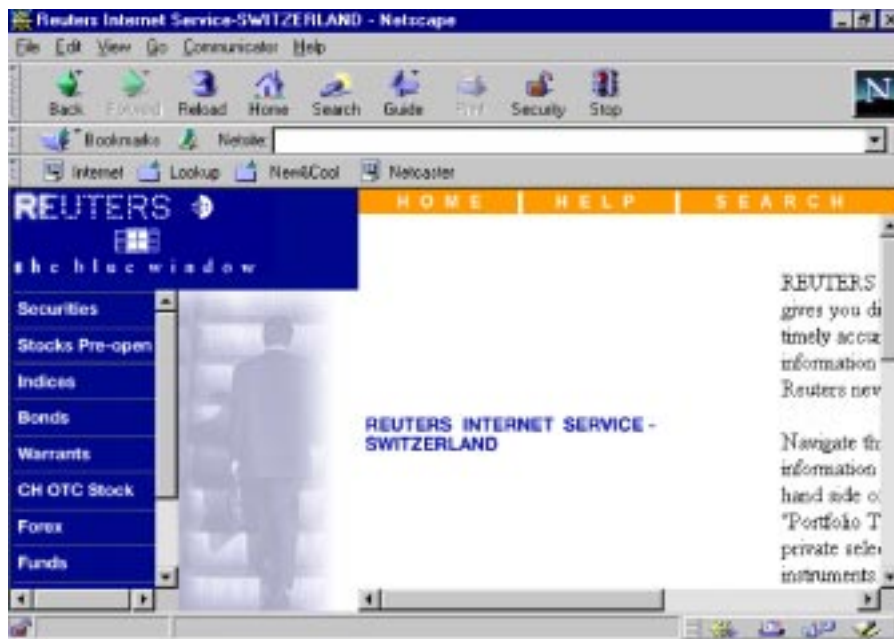 Reuters Internet Service-SWITZERLAND - Netscape
File Edit View Go Communicator Help
Back Forward Reload Home Search Guide Print Security Stop
N
Bookmarks Netsite:
Internet Lookup New&Cool Netcaster
REUTERS
HOME HELP SEARCH
the blue window
Securities
Stocks Pre-open
Indices
Bonds
Warrants
CH OTC Stock
Forex
Funds
REUTERS INTERNET SERVICE -
SWITZERLAND
REUTERS
gives you di
timely accur
information
Reuters new
Navigate th
information
hand side o
"Portfolio T
private sele
instruments